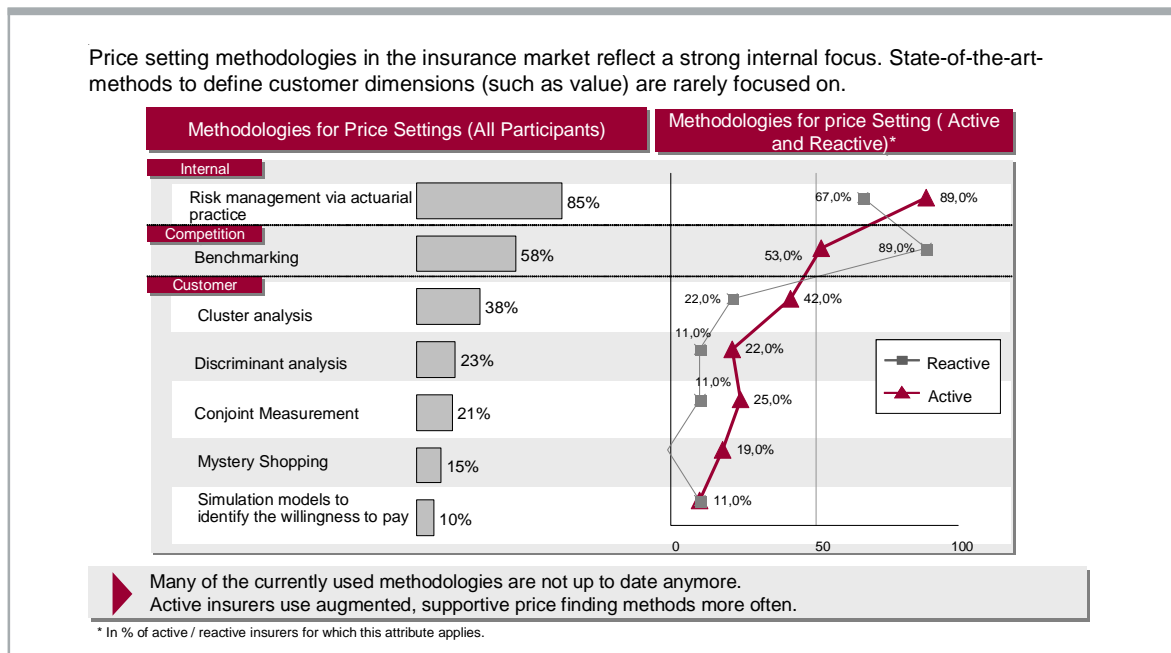 Price setting methodologies in the insurance market reflect a strong internal focus. State-of-the-art-
methods to define customer dimensions (such as value) are rarely focused on.
Methodologies for Price Settings (All Participants)
Methodologies for price Setting ( Active
and Reactive)*
Internal
Risk management via actuarial
practice
85%
67,0%
89,0%
Competition
Benchmarking
58%
53,0%
89,0%
Customer
Cluster analysis
38%
22,0%
42,0%
Discriminant analysis
23%
11,0%
22,0%
Conjoint Measurement
21%
11,0%
25,0%
Mystery Shopping
15%
19,0%
Simulation models to
identify the willingness to pay
10%
11,0%
Reactive
Active
0
50
100
Many of the currently used methodologies are not up to date anymore.
Active insurers use augmented, supportive price finding methods more often.
* In % of active / reactive insurers for which this attribute applies.